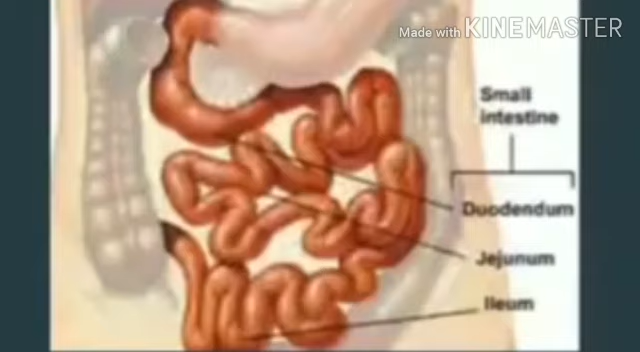 Made with KINEMASTER
Small
intestine
Duodendum
Jejunum
Ileum